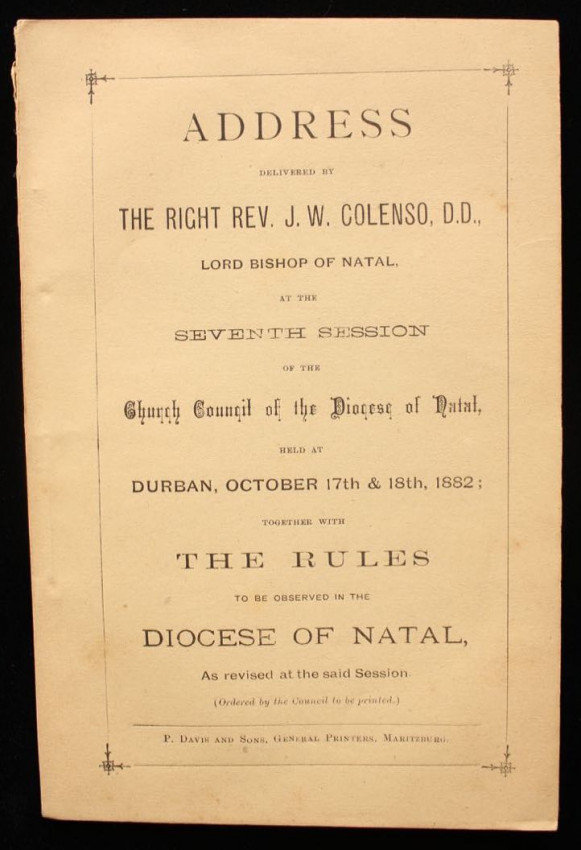 ADDRESS
DELIVERED BY
THE RIGHT REV. J. W. COLENSO, D.D.,
LORD BISHOP OF NATAL,
AT THE
SEVENTH SESSION
OF THE
Church Council of the Diocese of Natal,
HELD AT
DURBAN, OCTOBER 17th & 18th, 1882;
TOGETHER WITH
THE RULES
TO BE OBSERVED IN THE
DIOCESE OF NATAL,
As revised at the said Session.
(Ordered by the Council to be printed.)
P. DAVIS AND SONS, GENERAL PRINTERS, MARITZBURG.